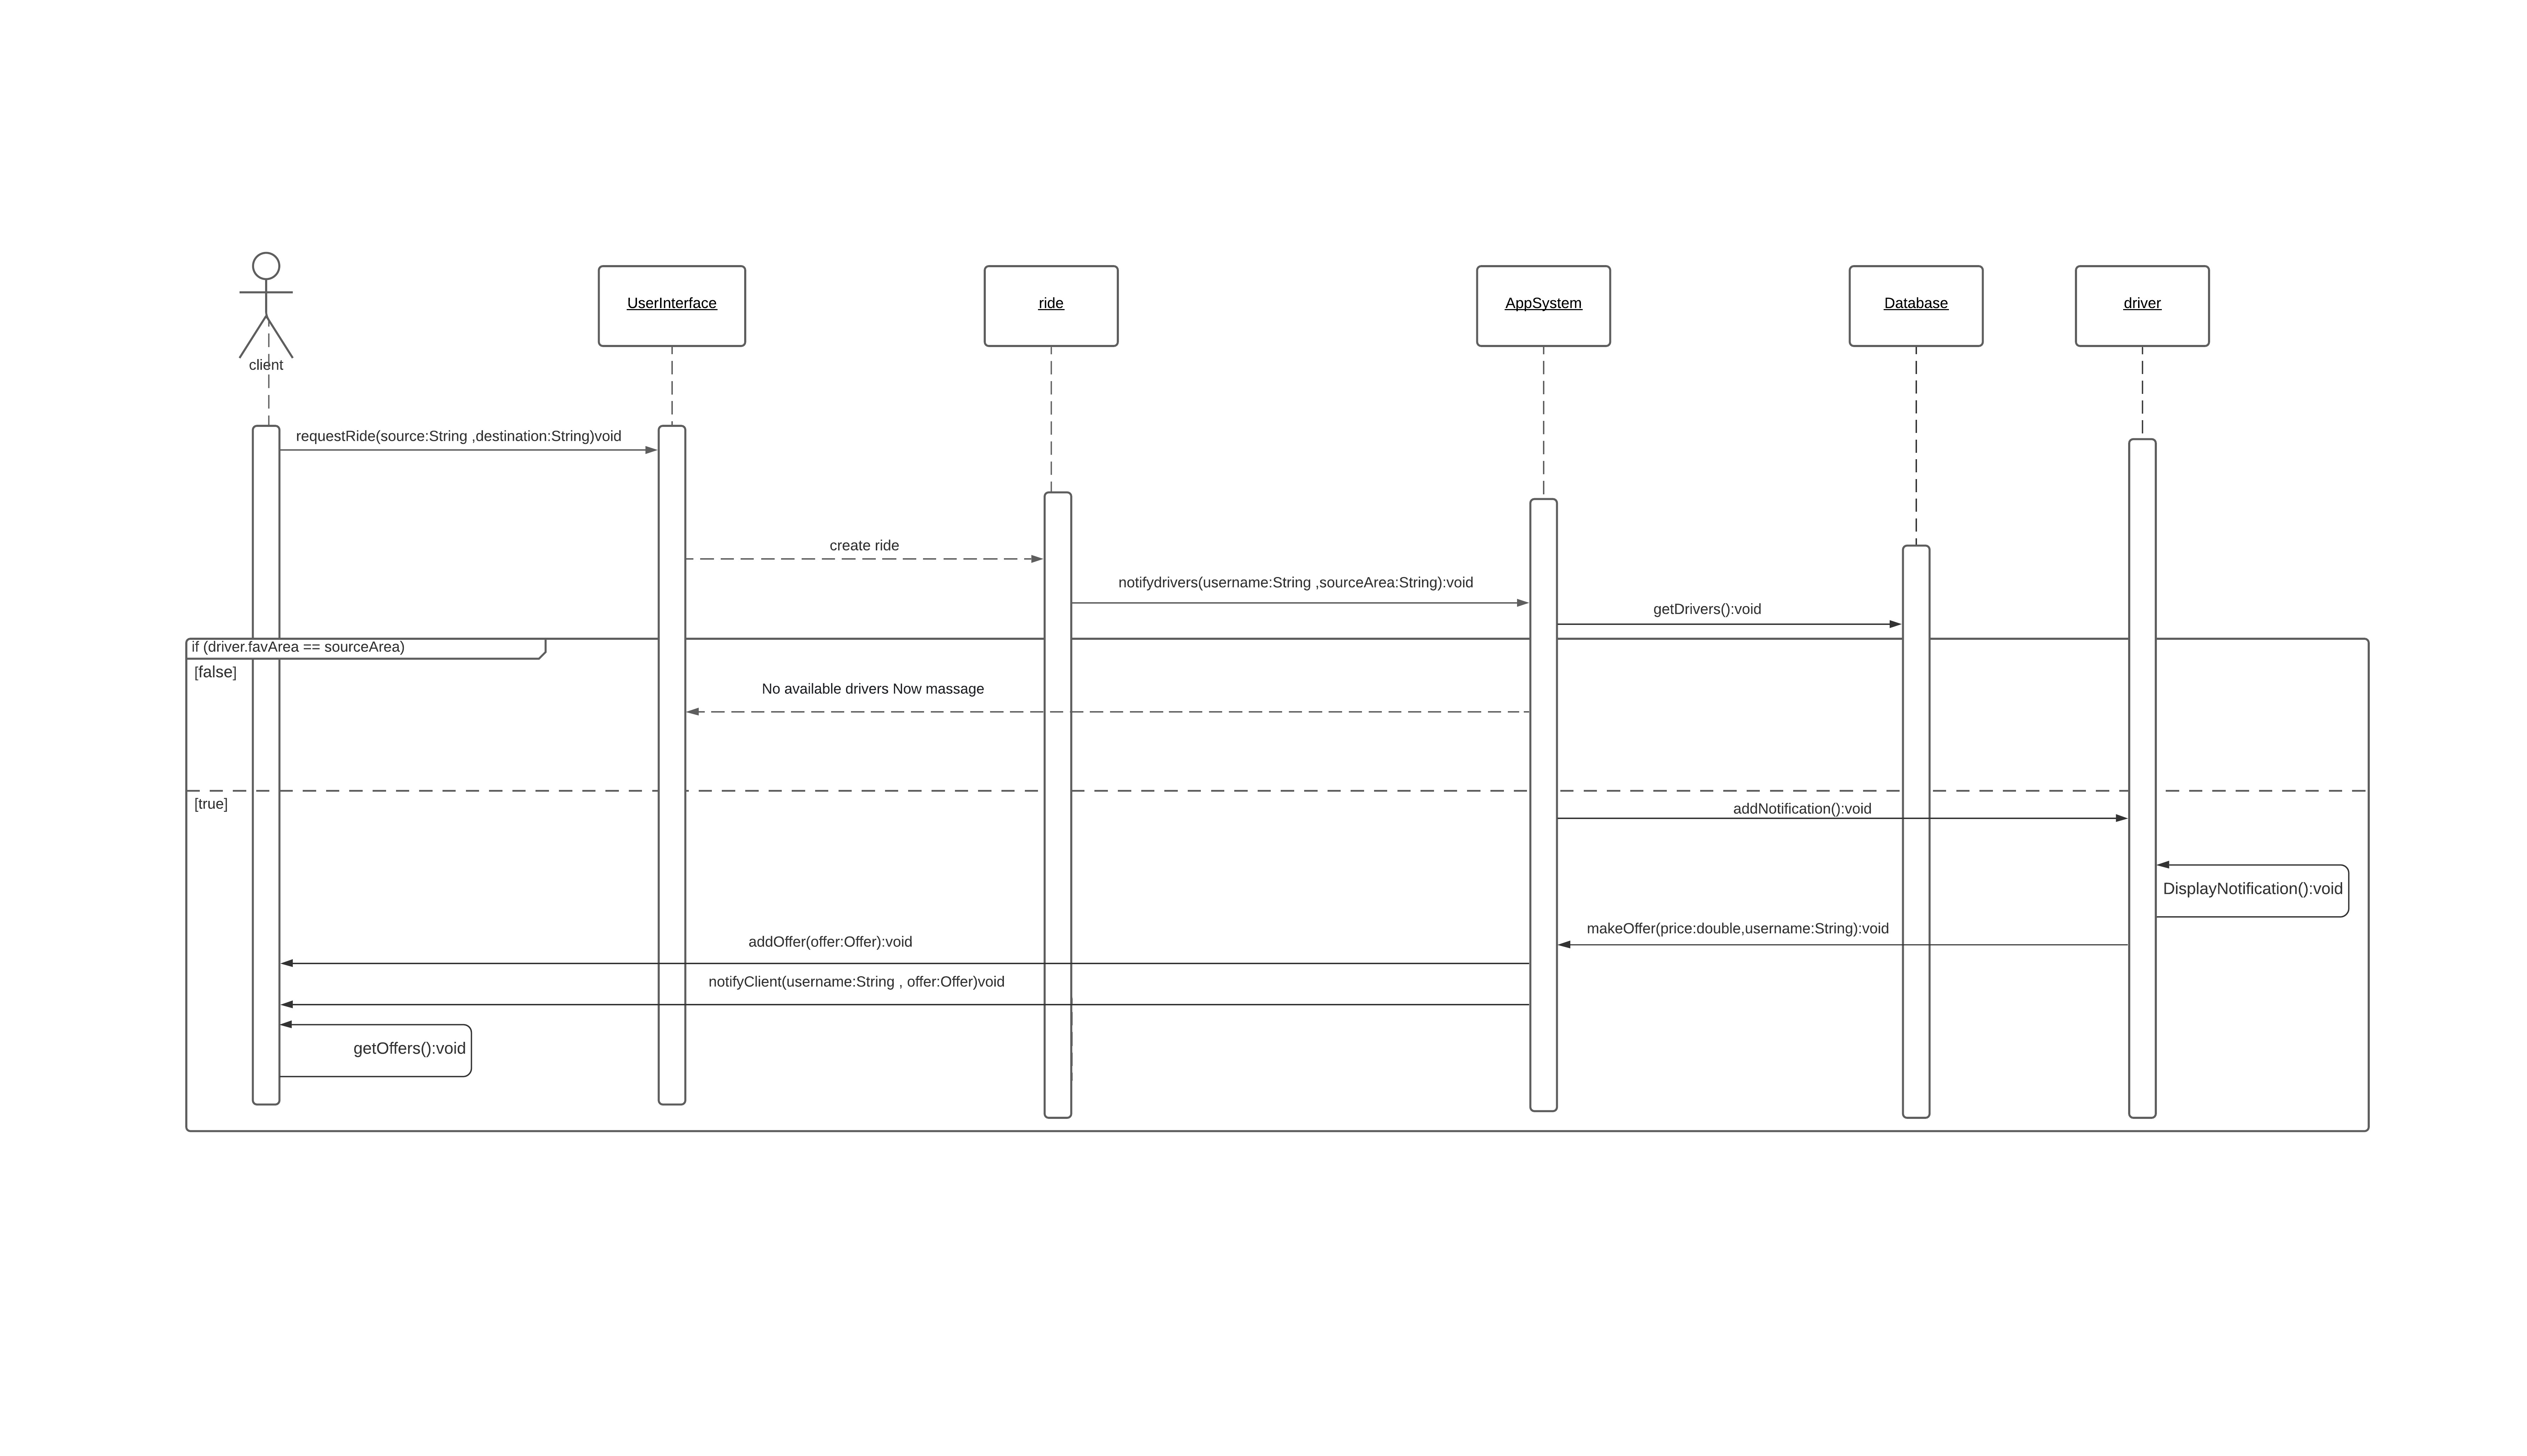 client
UserInterface
ride
AppSystem
Database
driver
requestRide(source:String ,destination:String)void
create ride
notifydrivers(username:String ,sourceArea:String):void
getDrivers():void
if (driver.favArea == sourceArea)
[false]
No available drivers Now massage
[true]
addNotification():void
DisplayNotification():void
makeOffer(price:double,username:String):void
addOffer(offer:Offer):void
notifyClient(username:String , offer:Offer)void
getOffers():void